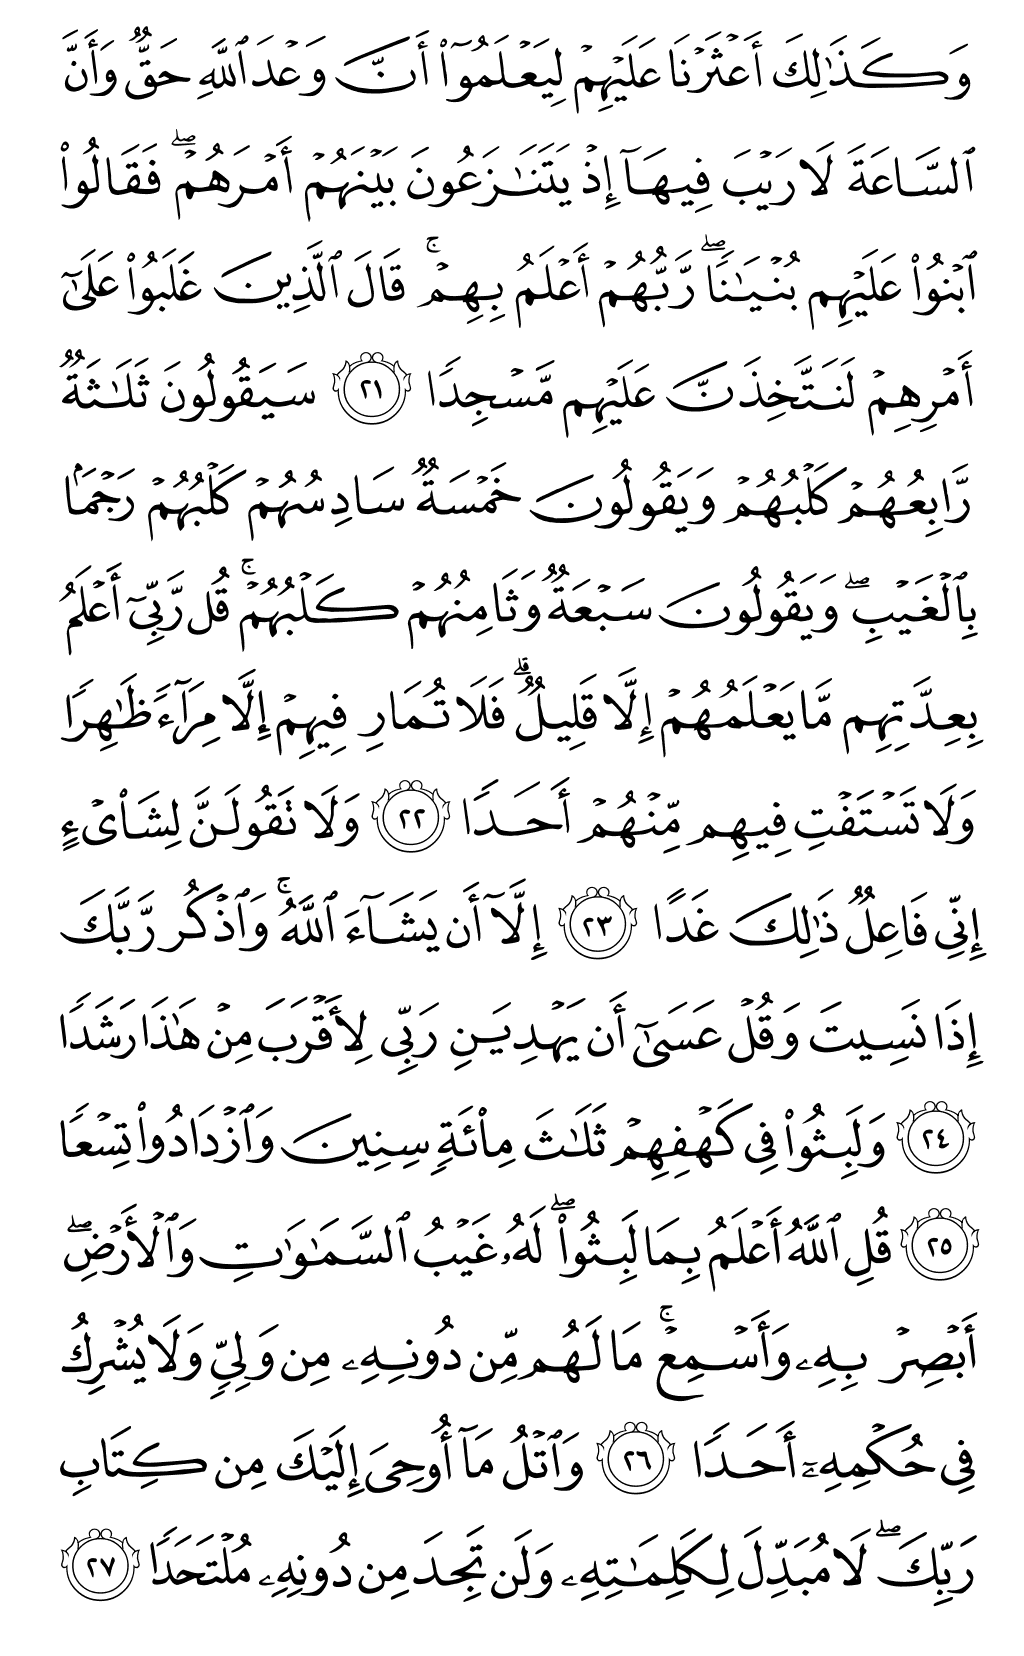 وَكَذَٰلِكَ أَعْثَرْنَا عَلَيْهِمْ لِيَعْلَمُوٓا۟ أَنَّ وَعْدَ ٱللَّهِ حَقٌّ وَأَنَّ
ٱلسَّاعَةَ لَا رَيْبَ فِيهَآ إِذْ يَتَنَٰزَعُونَ بَيْنَهُمْ أَمْرَهُمْ ۖ فَقَالُوا۟
ٱبْنُوا۟ عَلَيْهِم بُنْيَٰنًا ۖ رَّبُّهُمْ أَعْلَمُ بِهِمْ ۚ قَالَ ٱلَّذِينَ غَلَبُوا۟ عَلَىٰٓ
أَمْرِهِمْ لَنَتَّخِذَنَّ عَلَيْهِم مَّسْجِدًا ٢١ سَيَقُولُونَ ثَلَٰثَةٌ
رَّابِعُهُمْ كَلْبُهُمْ وَيَقُولُونَ خَمْسَةٌ سَادِسُهُمْ كَلْبُهُمْ رَجْمًۢا
بِٱلْغَيْبِ ۖ وَيَقُولُونَ سَبْعَةٌ وَثَامِنُهُمْ كَلْبُهُمْ ۚ قُل رَّبِّىٓ أَعْلَمُ
بِعِدَّتِهِم مَّا يَعْلَمُهُمْ إِلَّا قَلِيلٌ ۗ فَلَا تُمَارِ فِيهِمْ إِلَّا مِرَآءً ظَٰهِرًا
وَلَا تَسْتَفْتِ فِيهِم مِّنْهُمْ أَحَدًا ٢٢ وَلَا تَقُولَنَّ لِشَا۟ىْءٍ
إِنِّى فَاعِلٌ ذَٰلِكَ غَدًا ٢٣ إِلَّآ أَن يَشَآءَ ٱللَّهُ ۚ وَٱذْكُر رَّبَّكَ
إِذَا نَسِيتَ وَقُلْ عَسَىٰٓ أَن يَهْدِيَنِ رَبِّى لِأَقْرَبَ مِنْ هَٰذَا رَشَدًا
٢٤ وَلَبِثُوا۟ فِى كَهْفِهِمْ ثَلَٰثَ مِا۟ئَةٍ سِنِينَ وَٱزْدَادُوا۟ تِسْعًا
٢٥ قُلِ ٱللَّهُ أَعْلَمُ بِمَا لَبِثُوا۟ ۖ لَهُۥ غَيْبُ ٱلسَّمَٰوَٰتِ وَٱلْأَرْضِ ۖ
أَبْصِرْ بِهِۦ وَأَسْمِعْ ۚ مَا لَهُم مِّن دُونِهِۦ مِن وَلِىٍّ وَلَا يُشْرِكُ
فِى حُكْمِهِۦٓ أَحَدًا ٢٦ وَٱتْلُ مَآ أُوحِىَ إِلَيْكَ مِن كِتَابِ
رَبِّكَ ۖ لَا مُبَدِّلَ لِكَلِمَٰتِهِۦ وَلَن تَجِدَ مِن دُونِهِۦ مُلْتَحَدًا ٢٧